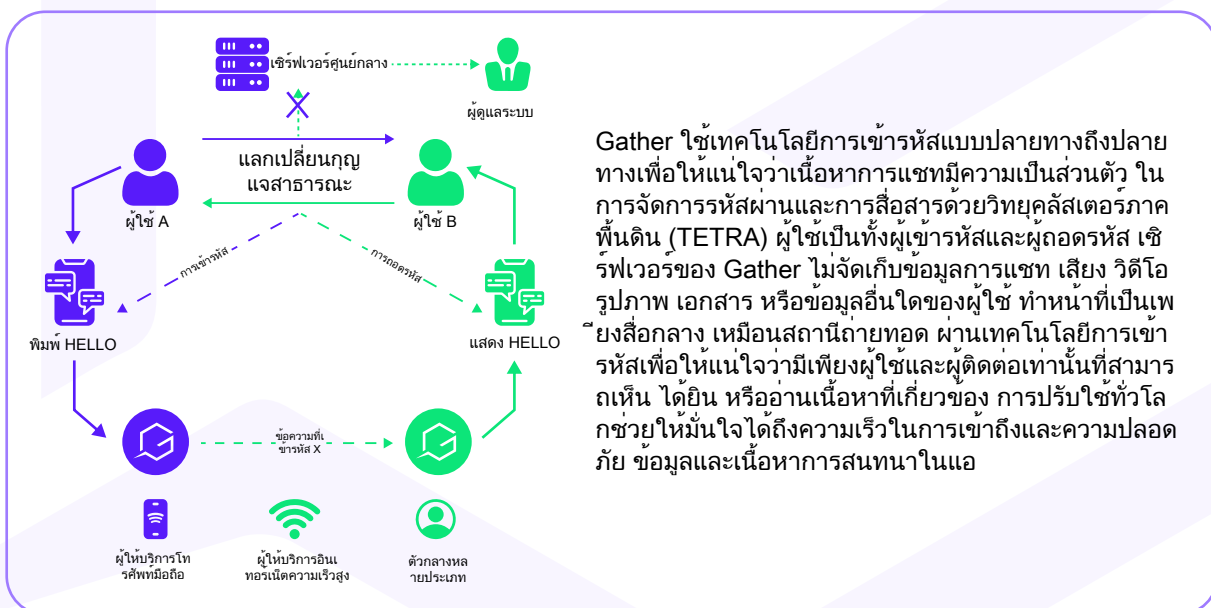 เซิร์ฟเวอร์ศูนย์กลาง
ผู้ดูแลระบบ
แลกเปลี่ยนกุญ
แจสาธารณะ
ผู้ใช้ A
ผู้ใช้ B
การเข้ารหัส
การถอดรหัส
พิมพ์ HELLO
แสดง HELLO
ข้อความที่เ
ข้ารหัส X
ผู้ให้บริการโท
รศัพท์มือถือ
ผู้ให้บริการอินเ
ทอร์เน็ตความเร็วสูง
ตัวกลางหล
ายประเภท
Gather ใช้เทคโนโลยีการเข้ารหัสแบบปลายทางถึงปลาย
ทางเพื่อให้แน่ใจว่าเนื้อหาการแชทมีความเป็นส่วนตัว ใน
การจัดการรหัสผ่านและการสื่อสารด้วยวิทยุคลัสเตอร์ภาค
พื้นดิน (TETRA) ผู้ใช้เป็นทั้งผู้เข้ารหัสและผู้ถอดรหัส เซิ
ร์ฟเวอร์ของ Gather ไม่จัดเก็บข้อมูลการแชท เสียง วิดีโอ
รูปภาพ เอกสาร หรือข้อมูลอื่นใดของผู้ใช้ ทำหน้าที่เป็นเพ
ียงสื่อกลาง เหมือนสถานีถ่ายทอด ผ่านเทคโนโลยีการเข้า
รหัสเพื่อให้แน่ใจว่ามีเพียงผู้ใช้และผู้ติดต่อเท่านั้นที่สามาร
ถเห็น ได้ยิน หรืออ่านเนื้อหาที่เกี่ยวข้อง การปรับใช้ทั่วโล
กช่วยให้มั่นใจได้ถึงความเร็วในการเข้าถึงและความปลอด
ภัย ข้อมูลและเนื้อหาการสนทนาในแอ